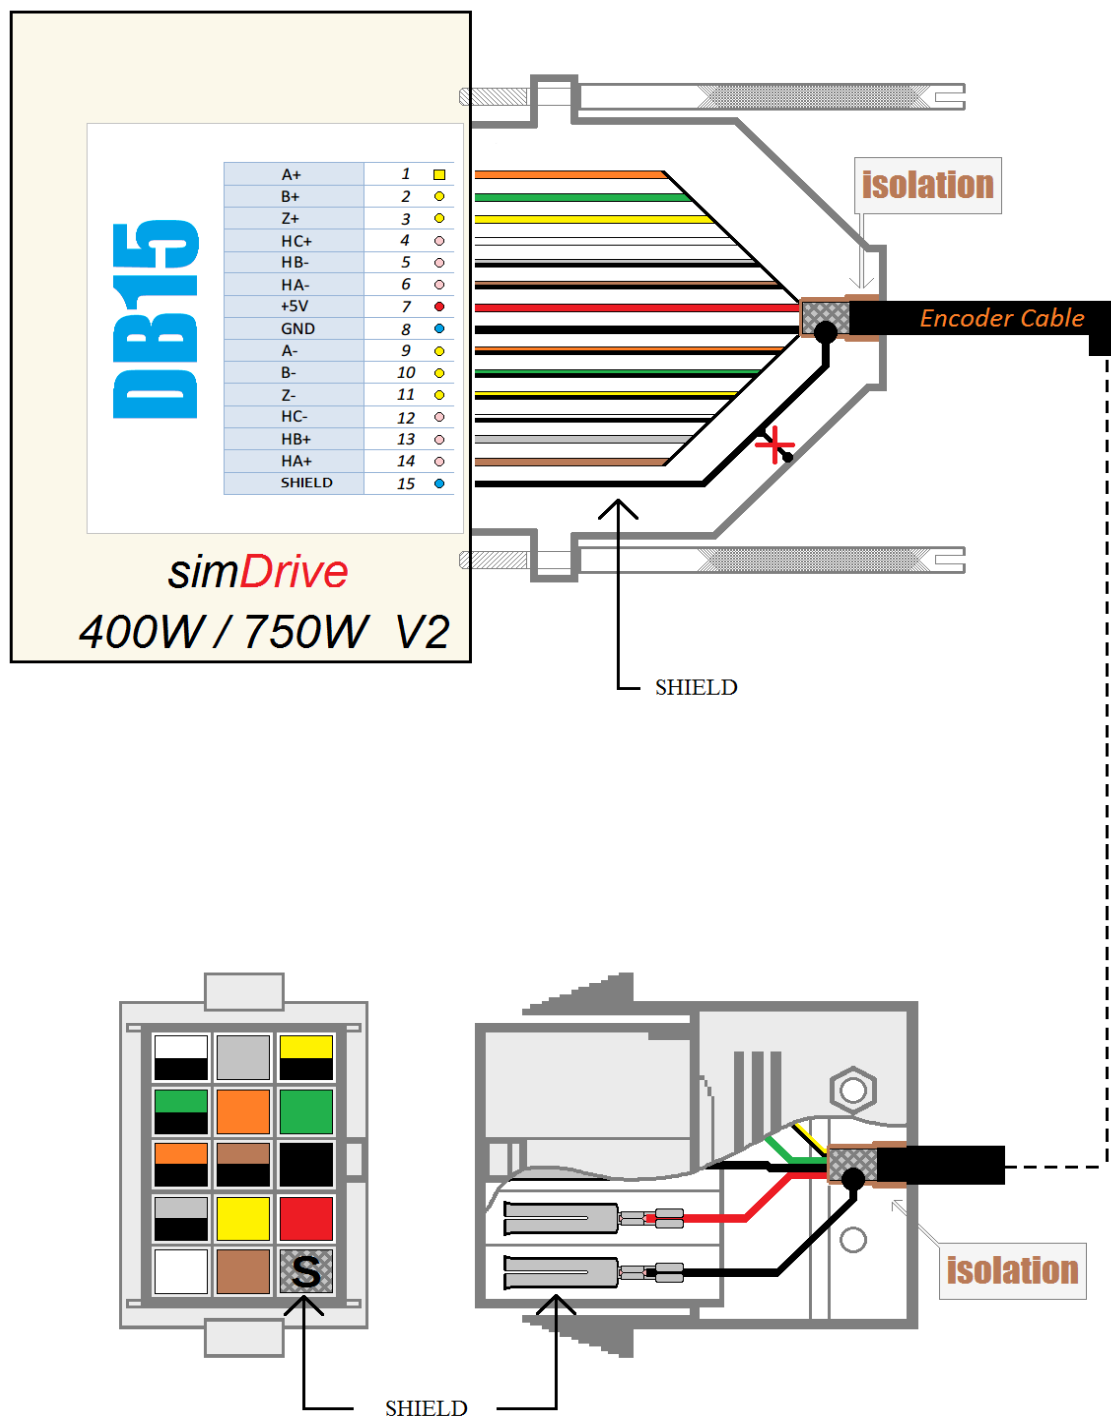 DB15
A+ 1
B+ 2
Z+ 3
HC+ 4
HB- 5
HA- 6
+5V 7
GND 8
A- 9
B- 10
Z- 11
HC- 12
HB+ 13
HA+ 14
SHIELD 15
simDrive
400W / 750W V2
isolation
Encoder Cable
SHIELD
S
isolation
SHIELD